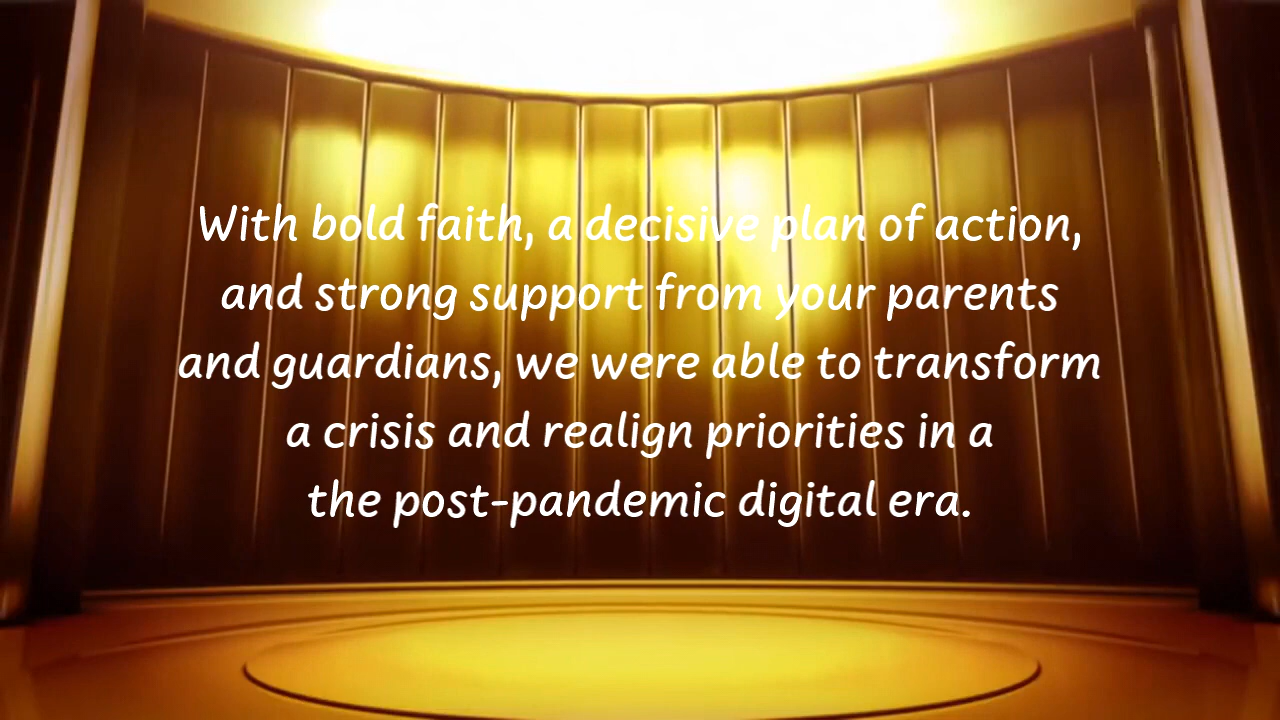 With bold faith, a decisive plan of action,
and strong support from your parents
and guardians, we were able to transform
a crisis and realign priorities in a
the post-pandemic digital era.